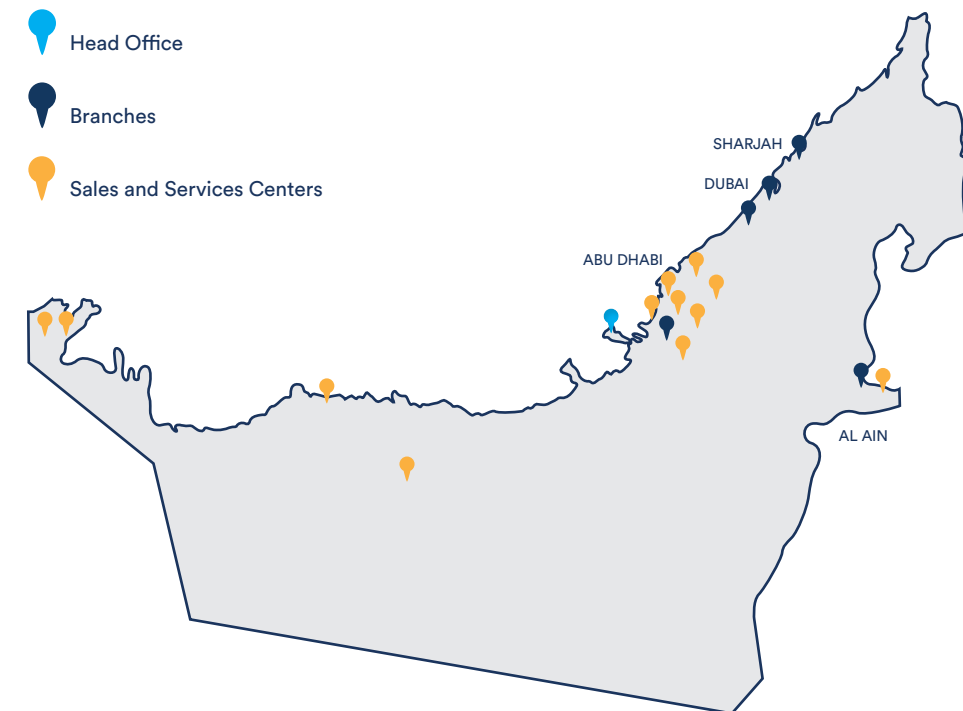 Head Office
Branches
Sales and Services Centers
SHARJAH
DUBAI
ABU DHABI
AL AIN